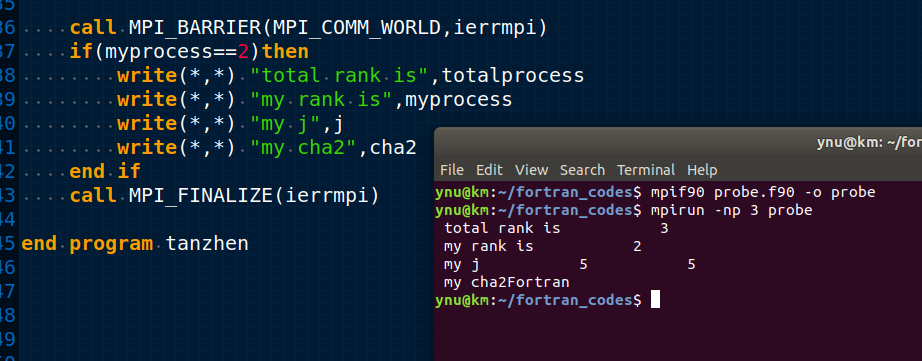 35
36 call MPI_BARRIER(MPI_COMM_WORLD,ierrmpi)
37 if(myprocess==2)then
38 write(*,*) "total rank is",totalprocess
39 write(*,*) "my rank is",myprocess
40 write(*,*) "my j",j
41 write(*,*) "my cha2",cha2
42 end if
43 call MPI_FINALIZE(ierrmpi)
44
45 end program tanzhen
46
47
48
49
ynu@km: ~/for
File Edit View Search Terminal Help
ynu@km:~/fortran_codes$ mpif90 probe.f90 -o probe
ynu@km:~/fortran_codes$ mpirun -np 3 probe
total rank is 3
my rank is 2
my j 5 5
my cha2Fortran
ynu@km:~/fortran_codes$